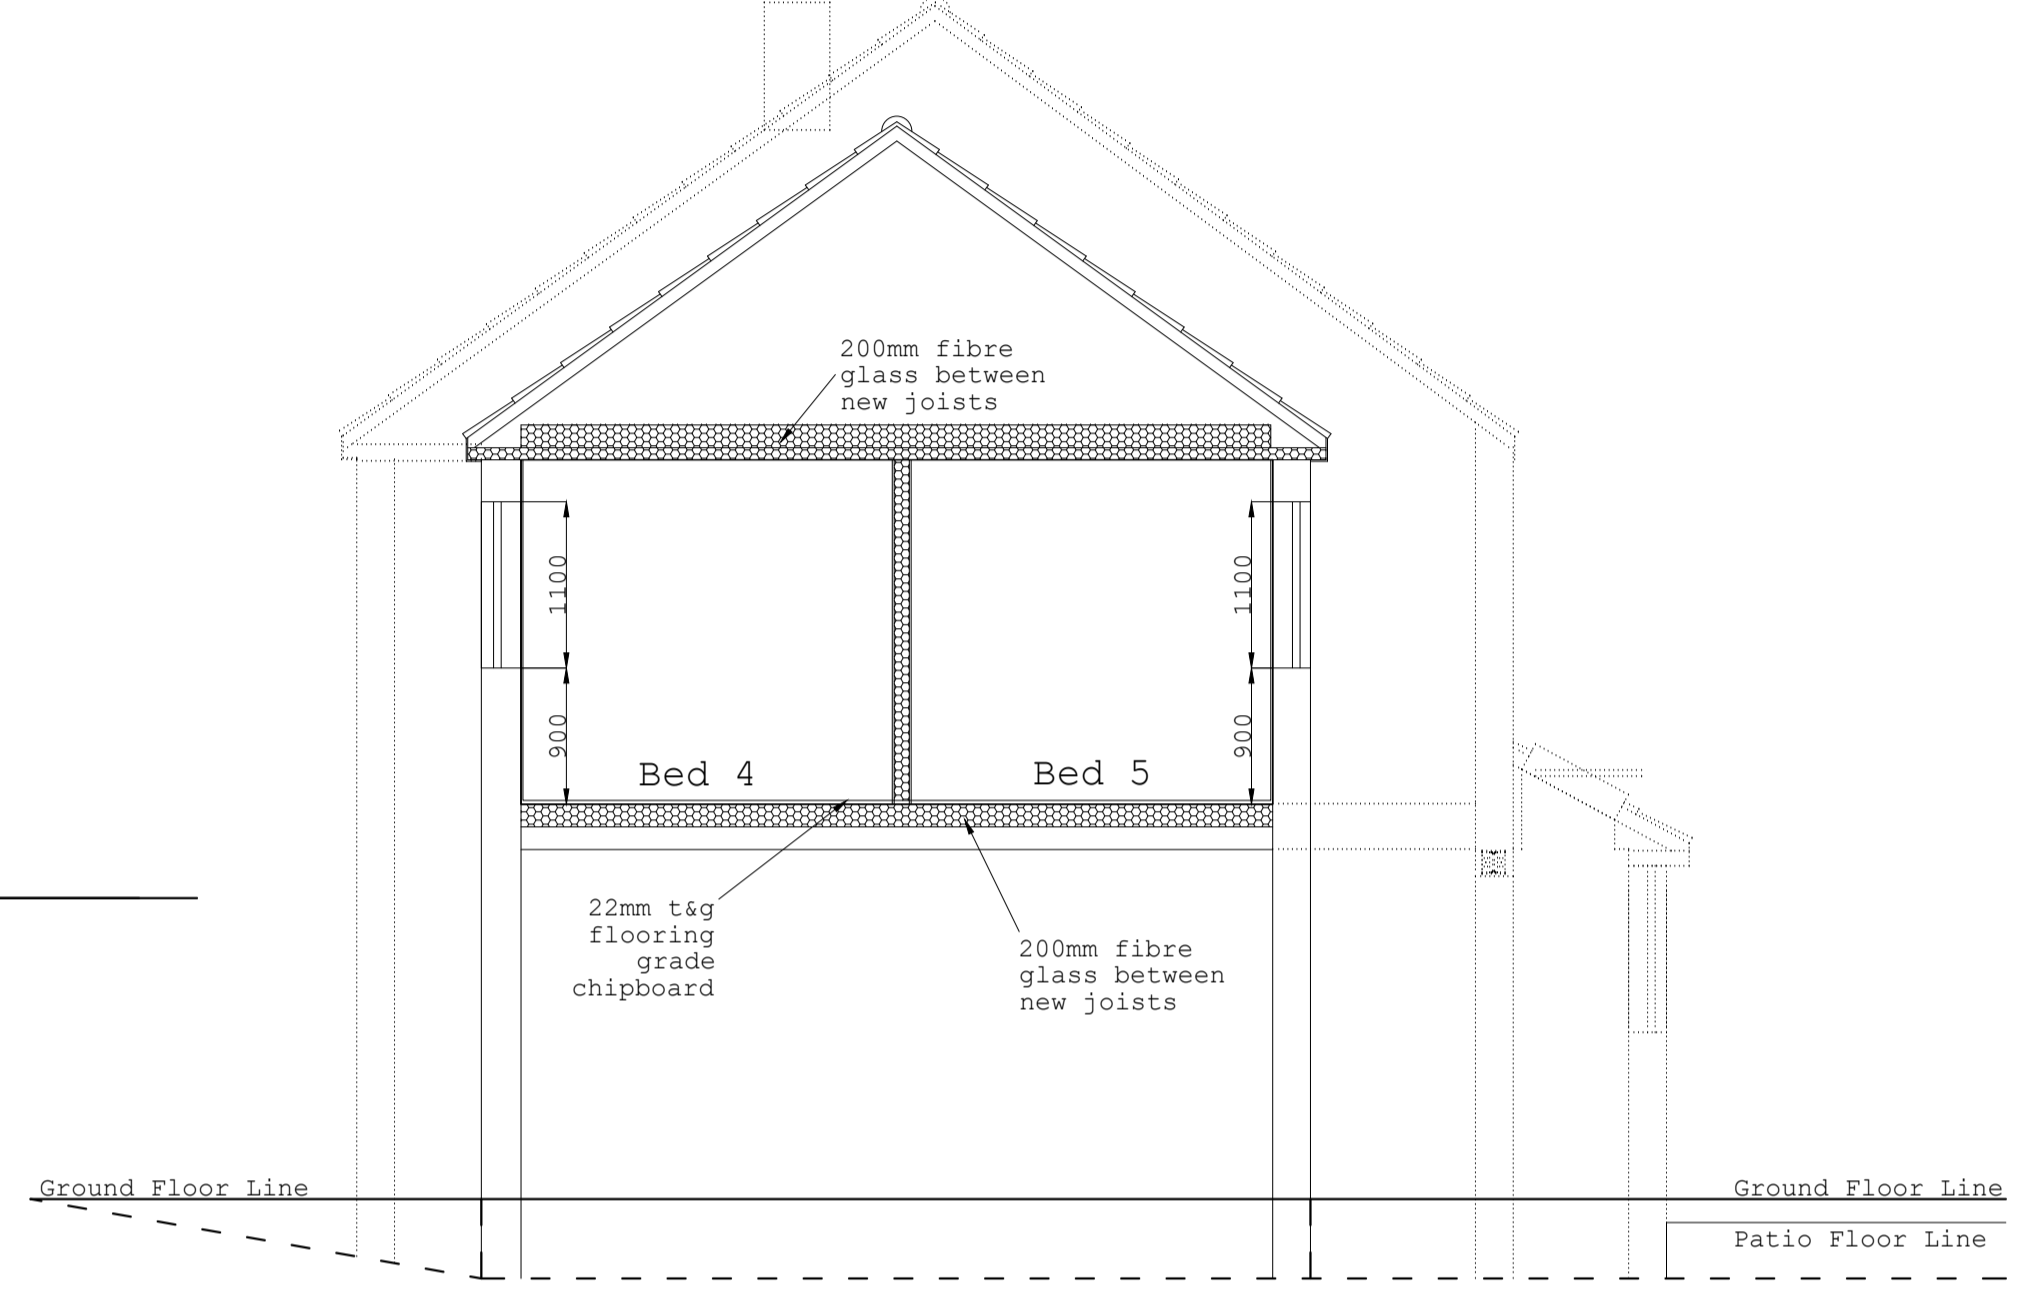 200mm fibre
glass between
new joists
1100
1100
900
900
Bed 4
Bed 5
22mm t&g
flooring
grade
chipboard
200mm fibre
glass between
new joists
Ground Floor Line
Ground Floor Line
Patio Floor Line